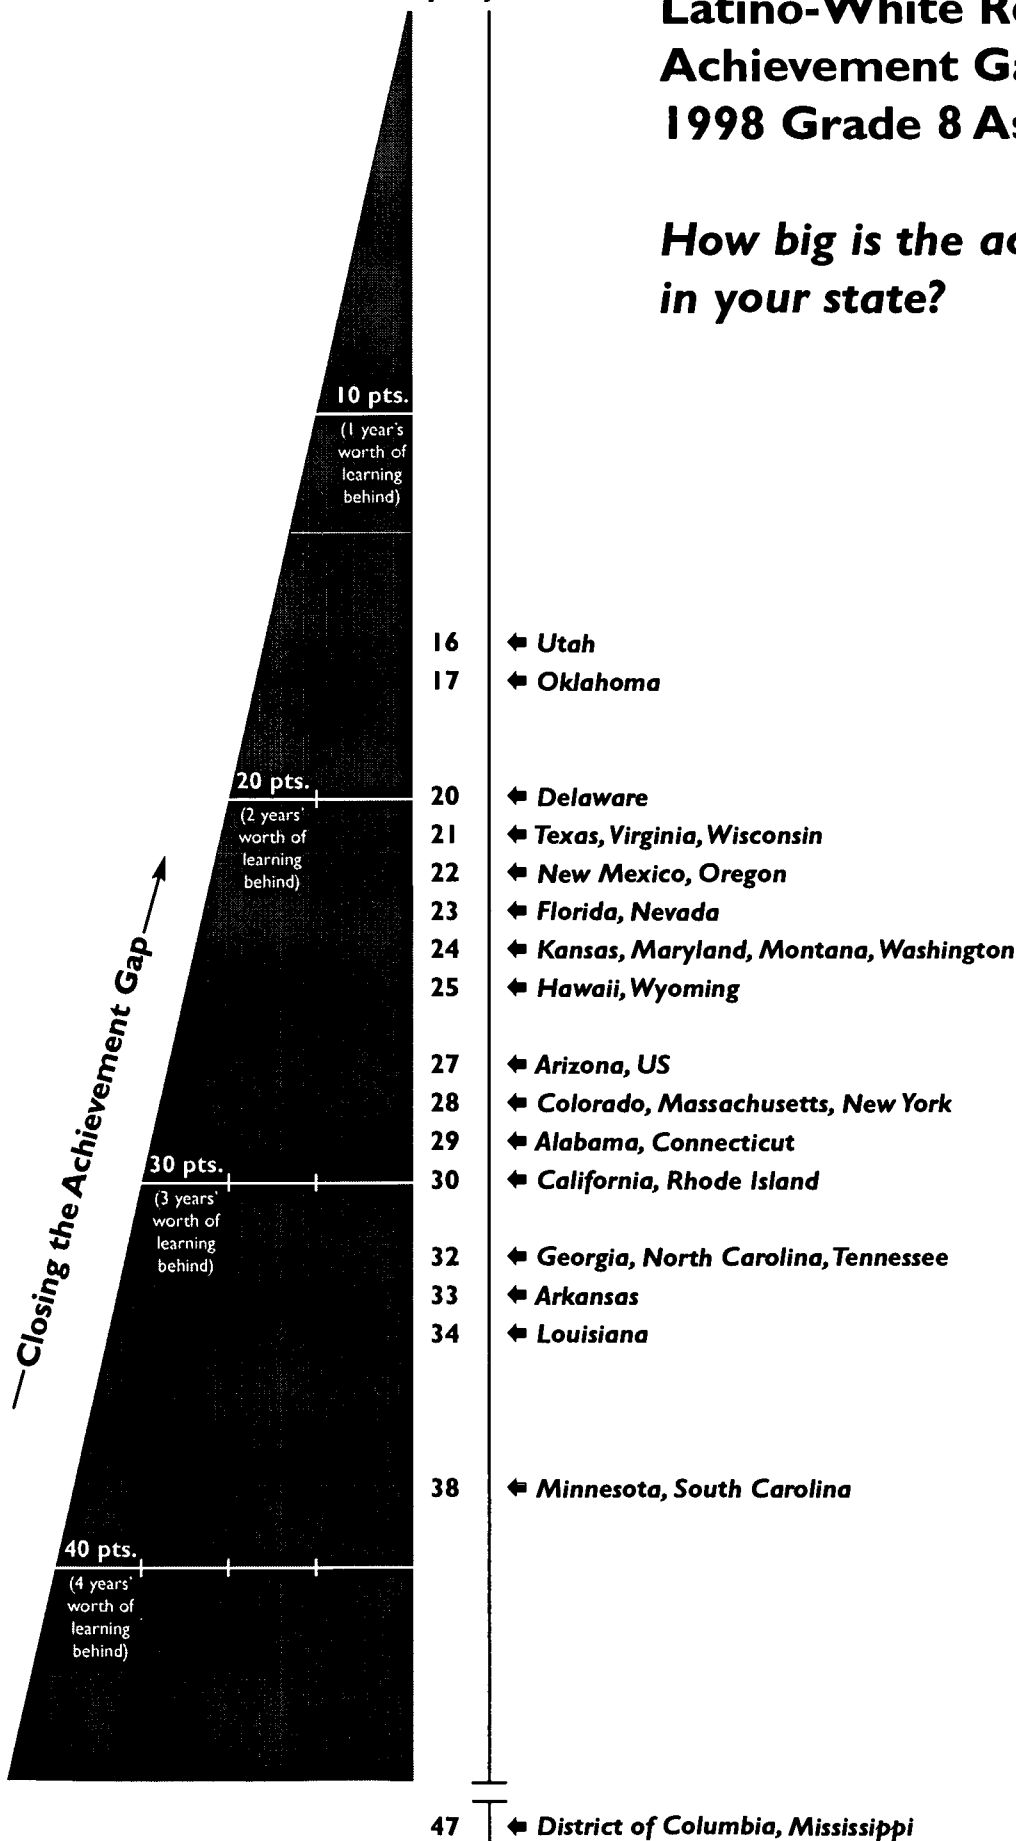 Latino-White
Achievement
1998 Grade 8
How big is the
in your state?
10 pts.
(1 year's
worth of
learning
behind)
16 Utah
17 Oklahoma
20 pts.
(2 years'
worth of
learning
behind)
20 Delaware
21 Texas, Virginia, Wisconsin
22 New Mexico, Oregon
23 Florida, Nevada
24 Kansas, Maryland, Montana, Washington
25 Hawaii, Wyoming
27 Arizona, US
28 Colorado, Massachusetts, New York
29 Alabama, Connecticut
30 pts.
30 California, Rhode Island
(3 years'
worth of
learning
behind)
32 Georgia, North Carolina, Tennessee
33 Arkansas
34 Louisiana
Closing the Achievement Gap
38 Minnesota, South Carolina
40 pts.
(4 years'
worth of
learning
behind)
47 District of Columbia, Mississippi